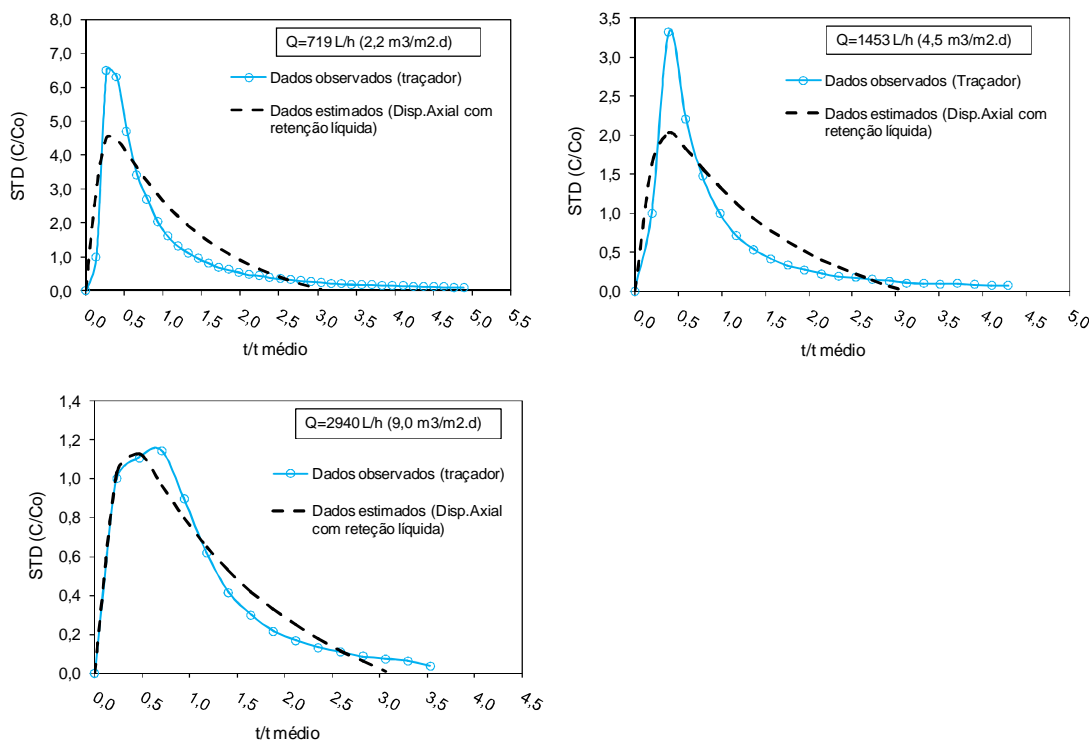 Q=719 L/h (2,2 m3/m2.d)
Dados observados (traçador)
Dados estimados (Disp.Axial com
retenção líquida)
STD (C/Co)
8,0
7,0
6,0
5,0
4,0
3,0
2,0
1,0
0,0
0,0 0,5 1,0 1,5 2,0 2,5 3,0 3,5 4,0 4,5 5,0 5,5
t/t médio
Q=1453 L/h (4,5 m3/m2.d)
Dados observados (Traçador)
Dados estimados (Disp.Axial com
retenção líquida)
STD (C/Co)
3,5
3,0
2,5
2,0
1,5
1,0
0,5
0,0
0,0 0,5 1,0 1,5 2,0 2,5 3,0 3,5 4,0 4,5 5,0
t/t médio
Q=2940 L/h (9,0 m3/m2.d)
Dados observados (traçador)
Dados estimados (Disp.Axial
com reteção líquida)
STD (C/Co)
1,4
1,2
1,0
0,8
0,6
0,4
0,2
0,0
0,0 0,5 1,0 1,5 2,0 2,5 3,0 3,5 4,0 4,5
t/t médio